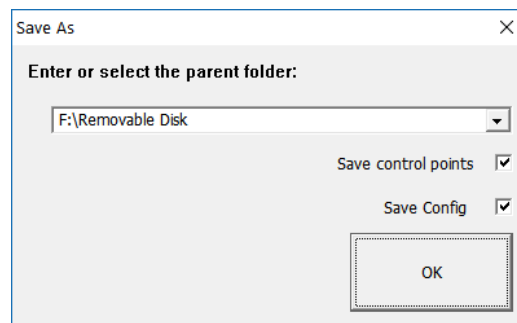 Save As
Enter or select the parent folder:
F:\Removable Disk
Save control points
Save Config
OK